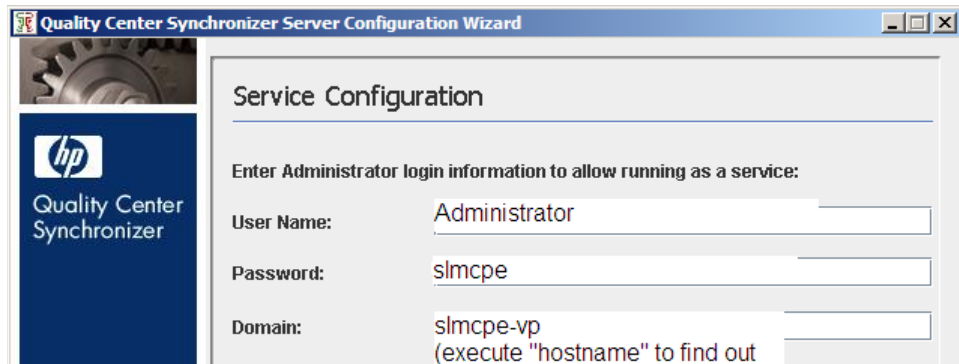 Quality Center Synchronizer Server Configuration Wizard
Service Configuration
hp
Quality Center
Synchronizer
Enter Administrator login information to allow running as a service:
User Name: Administrator
Password: slmcpe
Domain: slmcpe-vp
(execute "hostname" to find out